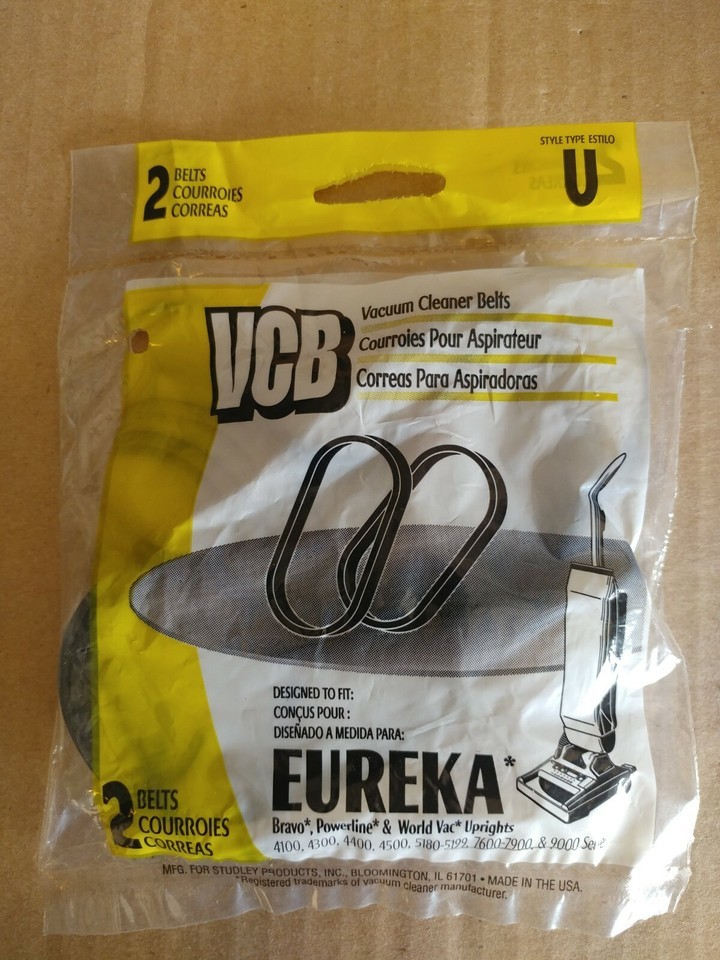 2 BELTS
COURROIES
CORREAS
STYLE TYPE ESTILO
U
VCB
Vacuum Cleaner Belts
Courroies Pour Aspirateur
Correas Para Aspiradoras
DESIGNED TO FIT:
CONÇUS POUR :
DISEÑADO A MEDIDA PARA:
EUREKA*
Bravo*, Powerline* & World Vac* Uprights
4100, 4300, 4400, 4500, 5180-5199, 7600-7900, & 9000
2 BELTS
COURROIES
CORREAS
MFG. FOR STUDLEY PRODUCTS, INC., BLOOMINGTON, IL 61701 • MADE IN THE USA.
*Registered trademarks of vacuum cleaner manufacturer.